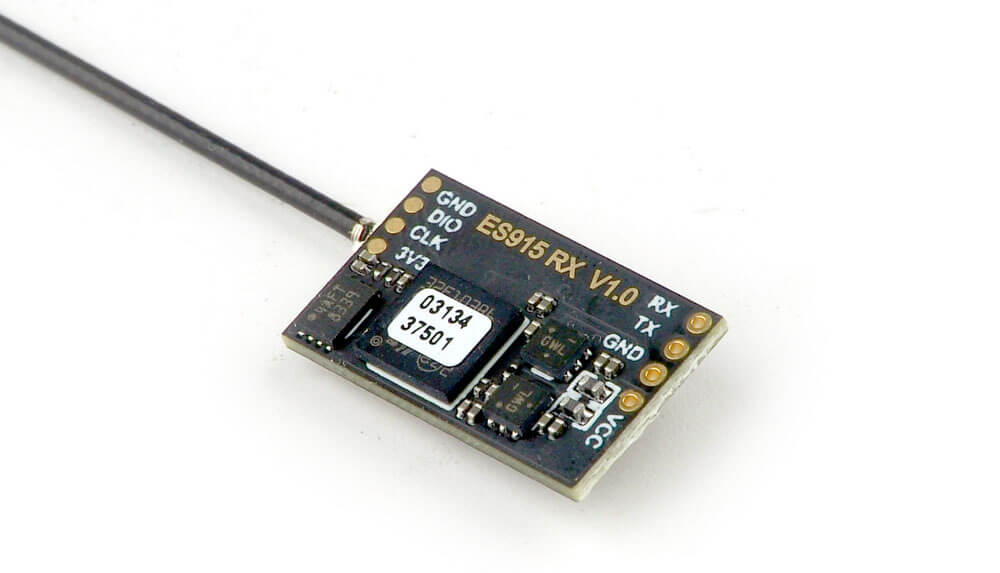 GND
DIO
CLK
3V3
ES915 RX V1.0
RX
TX
GND
VCC
03134
37501
GWL
GWL